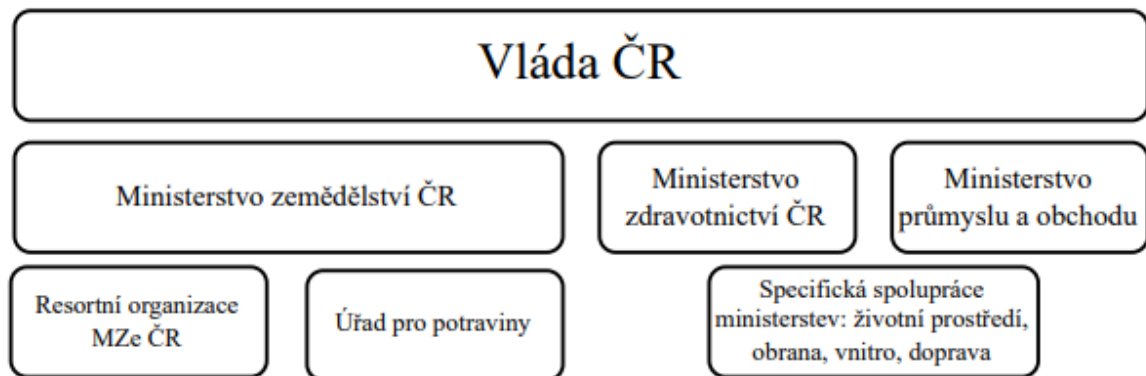 Vláda ČR
Ministerstvo zemědělství ČR
Ministerstvo
zdravotnictví ČR
Ministerstvo
průmyslu a obchodu
Resortní organizace
MZe ČR
Úřad pro potraviny
Specifická spolupráce
ministerstev: životní prostředí,
obrana, vnitro, doprava